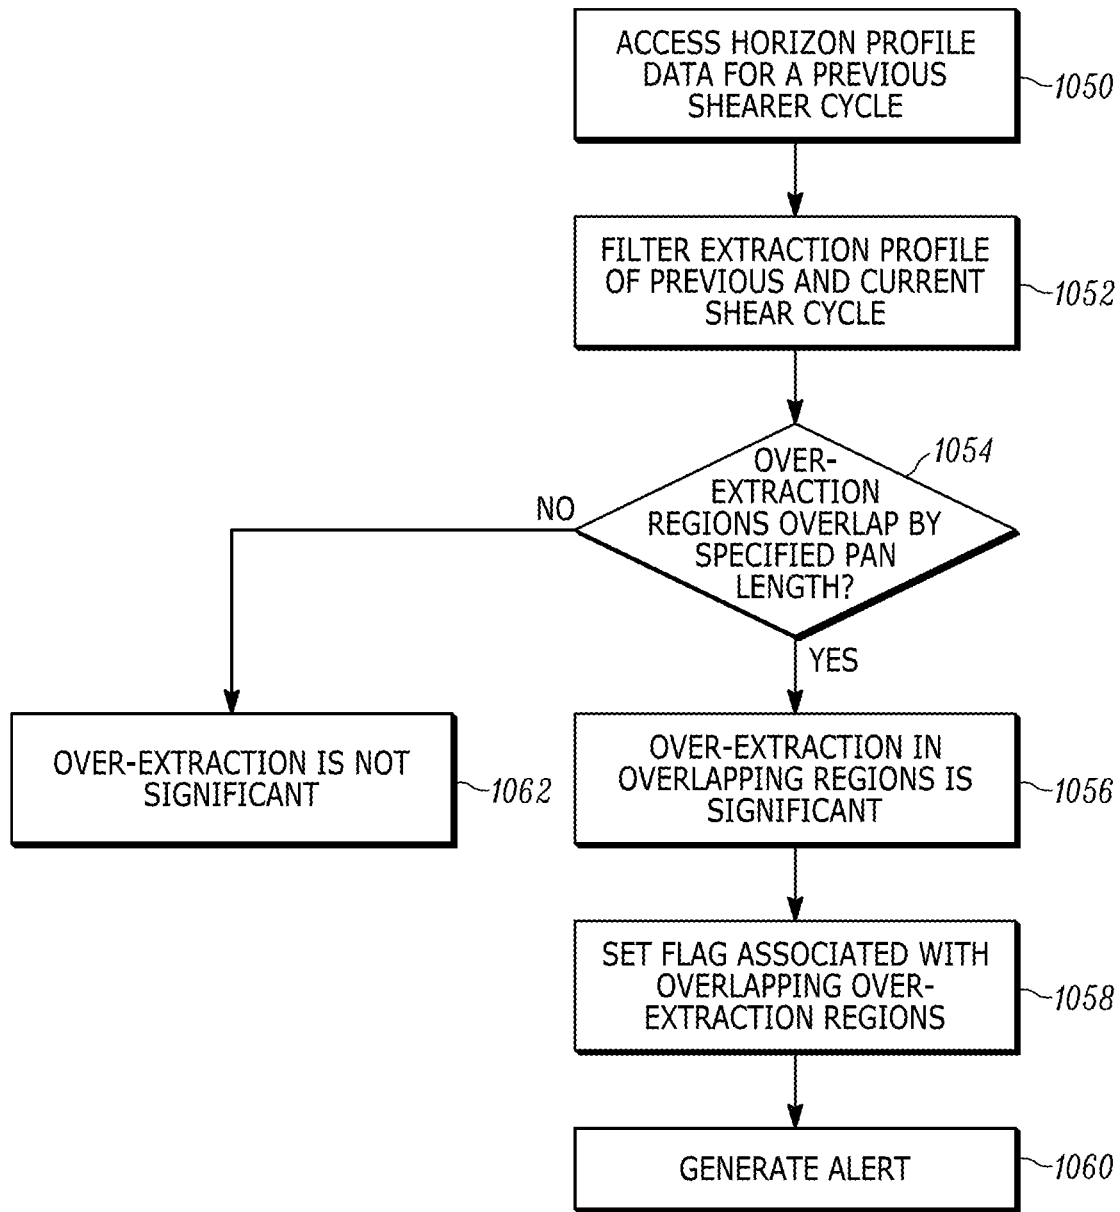 ACCESS HORIZON PROFILE
DATA FOR A PREVIOUS
SHEARER CYCLE
1050
FILTER EXTRACTION PROFILE
OF PREVIOUS AND CURRENT
SHEAR CYCLE
1052
OVER-
EXTRACTION
REGIONS OVERLAP BY
SPECIFIED PAN
LENGTH?
1054
NO
YES
OVER-EXTRACTION IS NOT
SIGNIFICANT
1062
OVER-EXTRACTION IN
OVERLAPPING REGIONS IS
SIGNIFICANT
1056
SET FLAG ASSOCIATED WITH
OVERLAPPING OVER-
EXTRACTION REGIONS
1058
GENERATE ALERT
1060